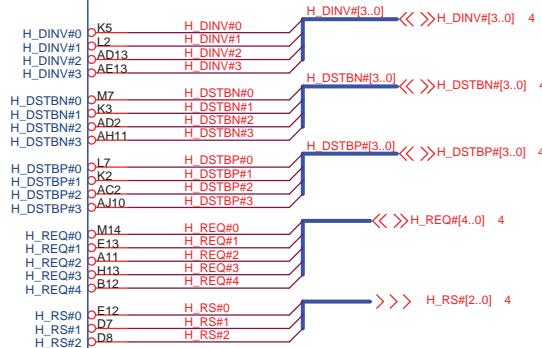 H_DINV#[3..0] H_DINV#[3..0] 4
H_DINV#0 K5 H_DINV#0
H_DINV#1 L2 H_DINV#1
H_DINV#2 AD13 H_DINV#2
H_DINV#3 AE13 H_DINV#3
H_DSTBN#[3..0] H_DSTBN#[3..0] 4
H_DSTBN#0 M7 H_DSTBN#0
H_DSTBN#1 K3 H_DSTBN#1
H_DSTBN#2 AD2 H_DSTBN#2
H_DSTBN#3 AH11 H_DSTBN#3
H_DSTBP#[3..0] H_DSTBP#[3..0] 4
H_DSTBP#0 L7 H_DSTBP#0
H_DSTBP#1 K2 H_DSTBP#1
H_DSTBP#2 AC2 H_DSTBP#2
H_DSTBP#3 AJ10 H_DSTBP#3
H_REQ#[4..0] 4
H_REQ#0 M14 H_REQ#0
H_REQ#1 E13 H_REQ#1
H_REQ#2 A11 H_REQ#2
H_REQ#3 H13 H_REQ#3
H_REQ#4 B12 H_REQ#4
H_RS#[2..0] 4
H_RS#0 E12 H_RS#0
H_RS#1 D7 H_RS#1
H_RS#2 D8 H_RS#2